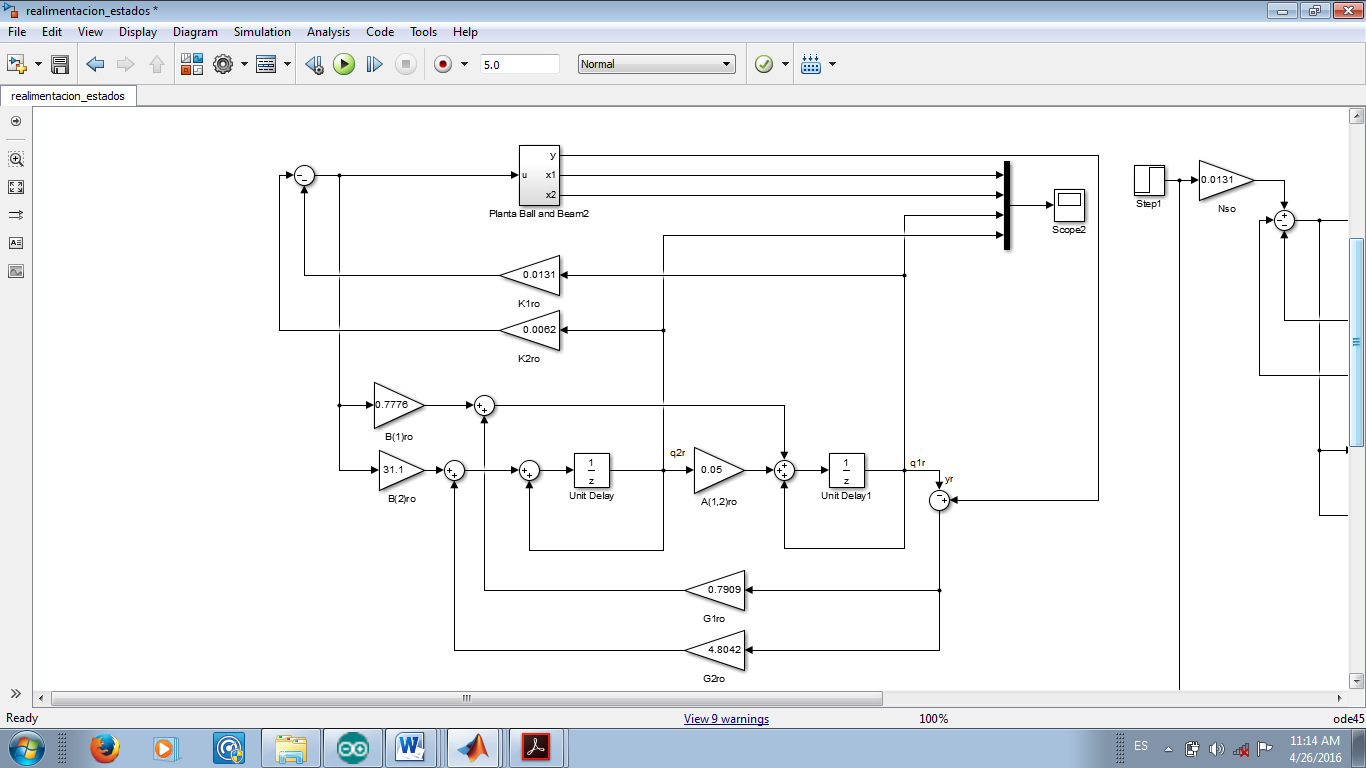 realimentacion_estados *
File Edit View Display Diagram Simulation Analysis Code Tools Help
5.0 Normal
realimentacion_estados
y
u x1
x2
Planta Ball and Beam2
Scope2
Step1
0.0131
Nso
0.0131
K1ro
0.0062
K2ro
0.7776
B(1)ro
31.1
B(2)ro
1
z
Unit Delay
q2r
0.05
A(1,2)ro
1
z
Unit Delay1
q1r
yr
0.7909
G1ro
4.8042
G2ro
Ready View 9 warnings 100% ode45
ES 11:14 AM
4/26/2016